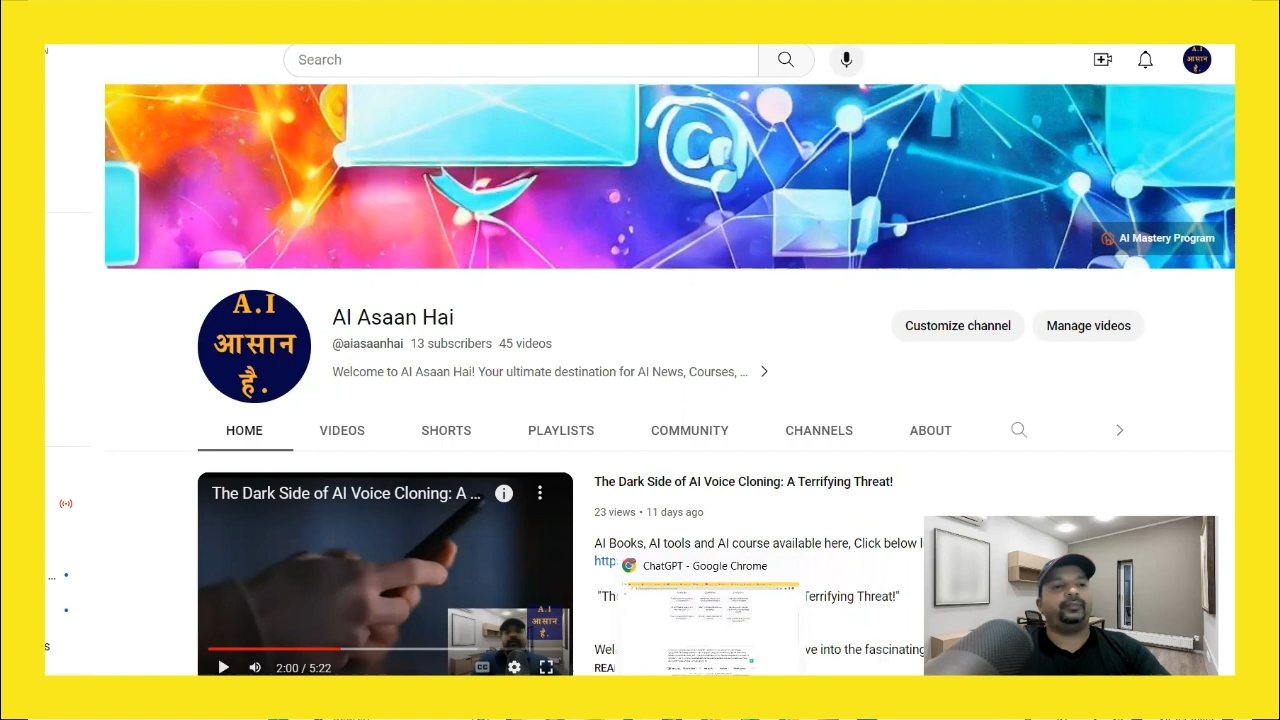 Search
A.I
आसान
है.
AI Mastery Program
A.I
आसान
है.
AI Asaan Hai
@aiasaanhai 13 subscribers 45 videos
Welcome to AI Asaan Hai! Your ultimate destination for AI News, Courses, ...
Customize channel
Manage videos
HOME VIDEOS SHORTS PLAYLISTS COMMUNITY CHANNELS ABOUT
The Dark Side of AI Voice Cloning: A ...
A.I
आसान
है.
2:00 / 5:22
The Dark Side of AI Voice Cloning: A Terrifying Threat!
23 views • 11 days ago
AI Books, AI tools and AI course available here, Click below
http
ChatGPT - Google Chrome
"Th Terrifying Threat!"
Wel ve into the fascinating
REA